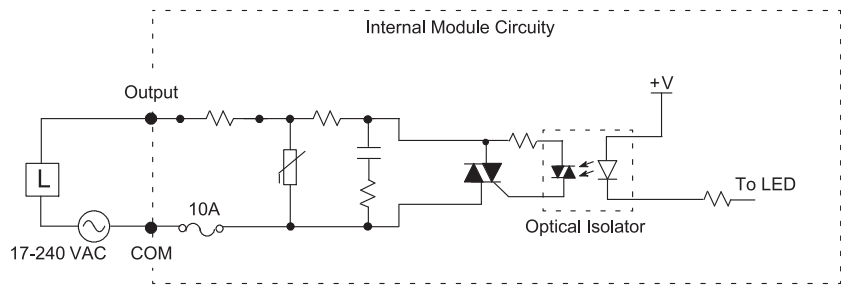 Internal Module Circuity
+V
Output
L
To LED
10A
Optical Isolator
17-240 VAC
COM